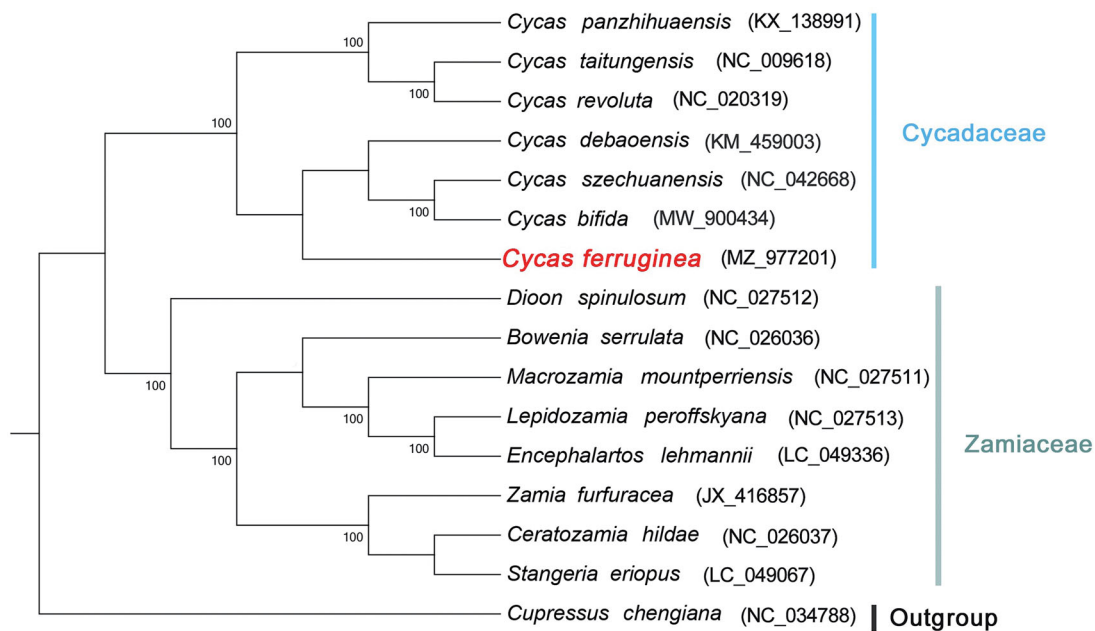 Cycas panzhihuaensis (KX_138991)
100
Cycas taitungensis (NC_009618)
100
Cycas revoluta (NC_020319)
100
Cycas debaoensis (KM_459003)
Cycadaceae
Cycas szechuanensis (NC_042668)
100
Cycas bifida (MW_900434)
Cycas ferruginea (MZ_977201)
Dioon spinulosum (NC_027512)
Bowenia serrulata (NC_026036)
100
Macrozamia mountperriensis (NC_027511)
100
Lepidozamia peroffskyana (NC_027513)
Zamiaceae
100
100
Encephalartos lehmannii (LC_049336)
Zamia furfuracea (JX_416857)
100
Ceratozamia hildae (NC_026037)
Stangeria eriopus (LC_049067)
Cupressus chengiana (NC_034788)
Outgroup